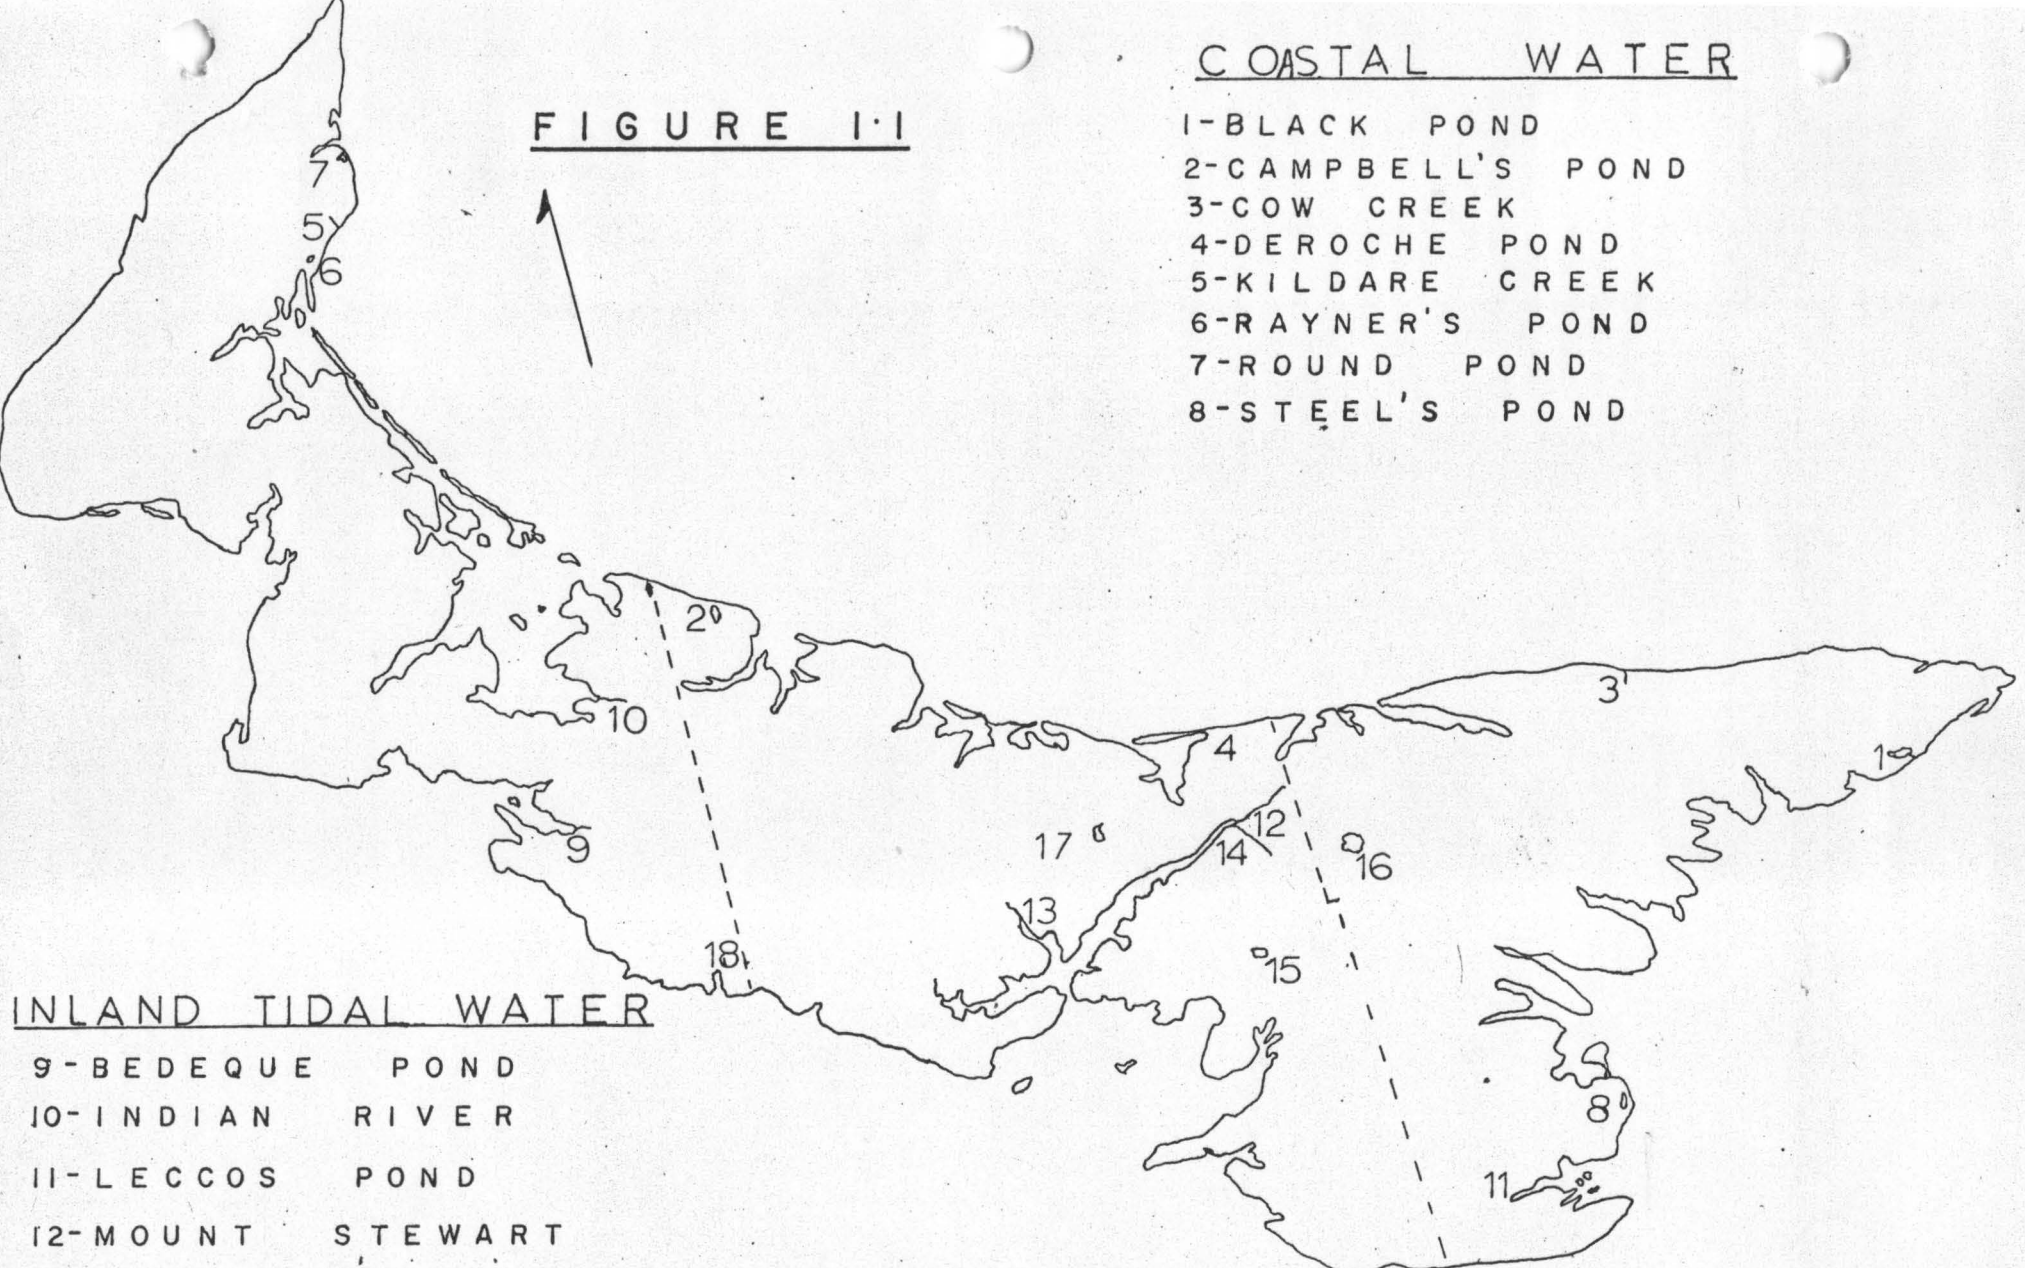 FIGURE 1.1
COASTAL WATER
1-BLACK POND
2-CAMPBELL'S POND
3-COW CREEK
4-DEROCHE POND
5-KILDARE CREEK
6-RAYNER'S POND
7-ROUND POND
8-STEEL'S POND
7
5
6
2
10
9
18
3
4
1
12
14
17
16
13
15
8
11
INLAND TIDAL WATER
9-BEDEQUE POND
10-INDIAN RIVER
11-LECCOS POND
12-MOUNT STEWART